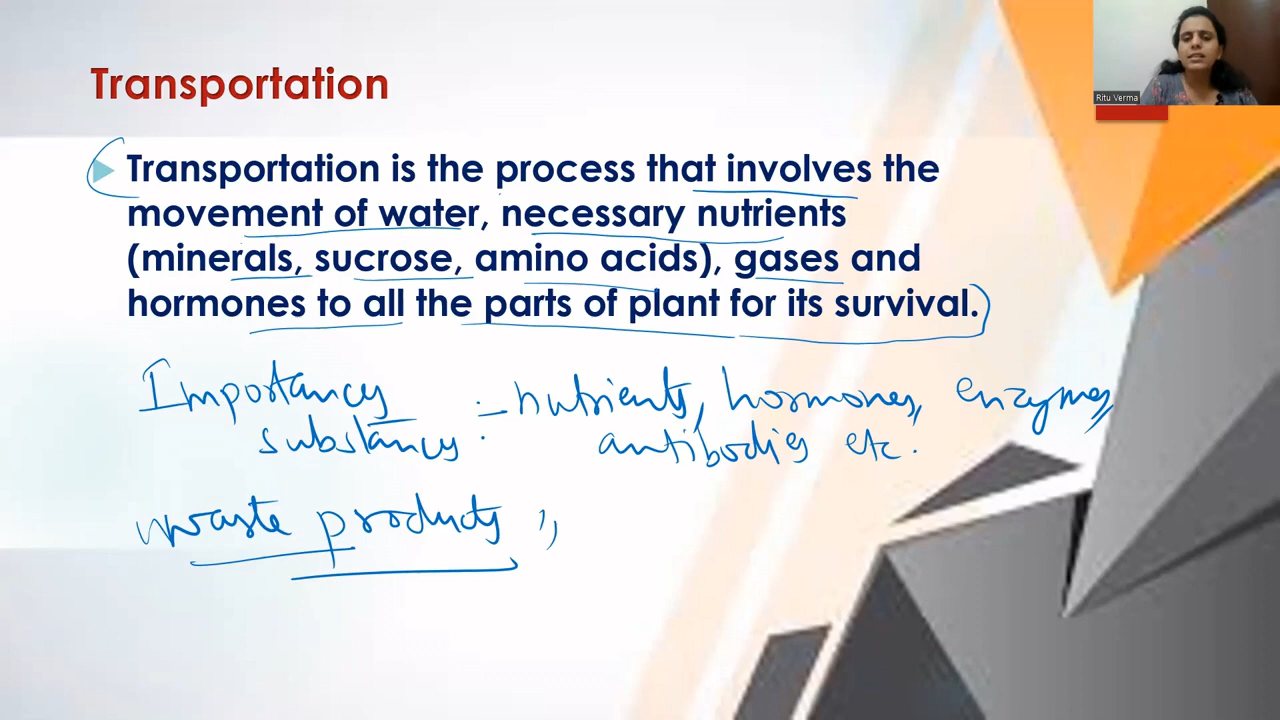 Transportation
Transportation is the process that involves the
movement of water, necessary nutrients
(minerals, sucrose, amino acids), gases and
hormones to all the parts of plant for its survival.
Importances :- nutrients, hormones, enzymes,
substances antibodies etc.
waste products ;,
Ritu Verma